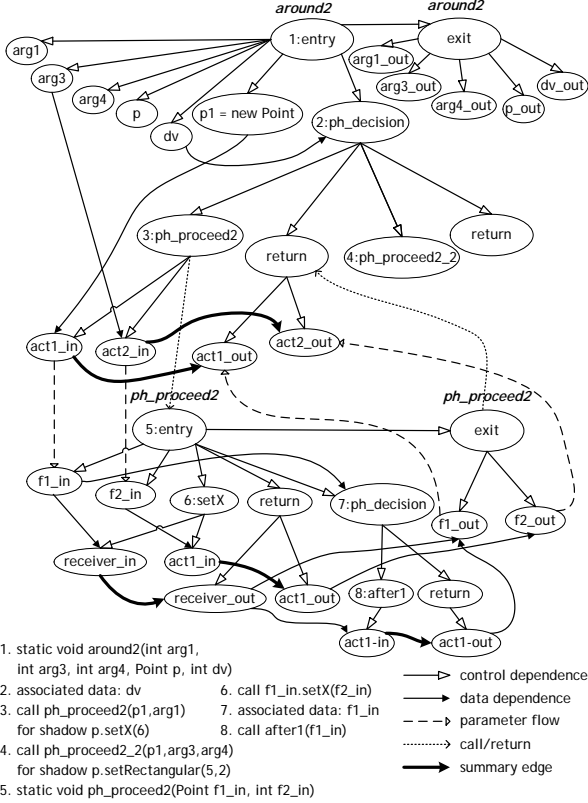 around2
around2
1:entry
exit
arg1
arg3
arg4
p
dv
p1 = new Point
2:ph_decision
arg1_out
arg3_out
arg4_out
p_out
dv_out
3:ph_proceed2
return
4:ph_proceed2_2
return
act1_in
act2_in
act1_out
act2_out
ph_proceed2
ph_proceed2
5:entry
exit
f1_in
f2_in
6:setX
return
7:ph_decision
f1_out
f2_out
receiver_in
act1_in
receiver_out
act1_out
8:after1
return
act1-in
act1-out
1. static void around2(int arg1,
int arg3, int arg4, Point p, int dv)
2. associated data: dv
3. call ph_proceed2(p1,arg1)
for shadow p.setX(6)
4. call ph_proceed2_2(p1,arg3,arg4)
for shadow p.setRectangular(5,2)
5. static void ph_proceed2(Point f1_in, int f2_in)
6. call f1_in.setX(f2_in)
7. associated data: f1_in
8. call after1(f1_in)
control dependence
data dependence
parameter flow
call/return
summary edge